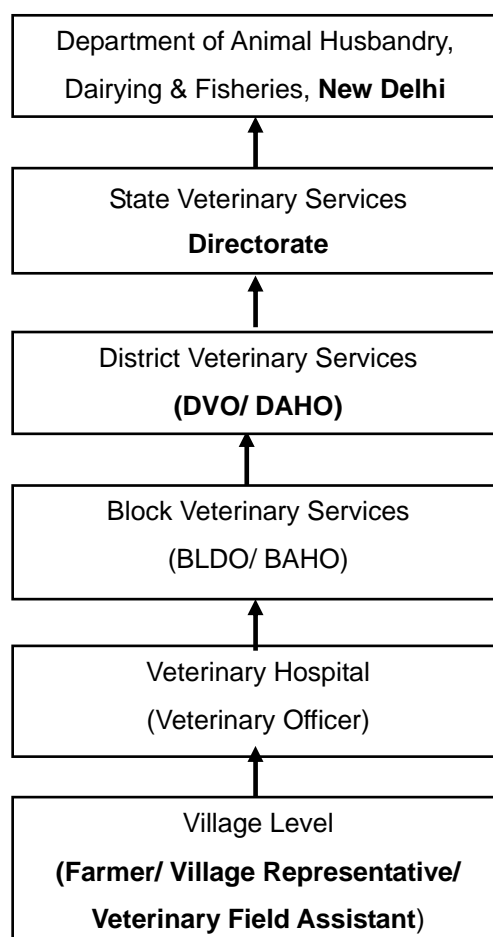 Department of Animal Husbandry,
Dairying & Fisheries, New Delhi
State Veterinary Services
Directorate
District Veterinary Services
(DVO/ DAHO)
Block Veterinary Services
(BLDO/ BAHO)
Veterinary Hospital
(Veterinary Officer)
Village Level
(Farmer/ Village Representative/
Veterinary Field Assistant)